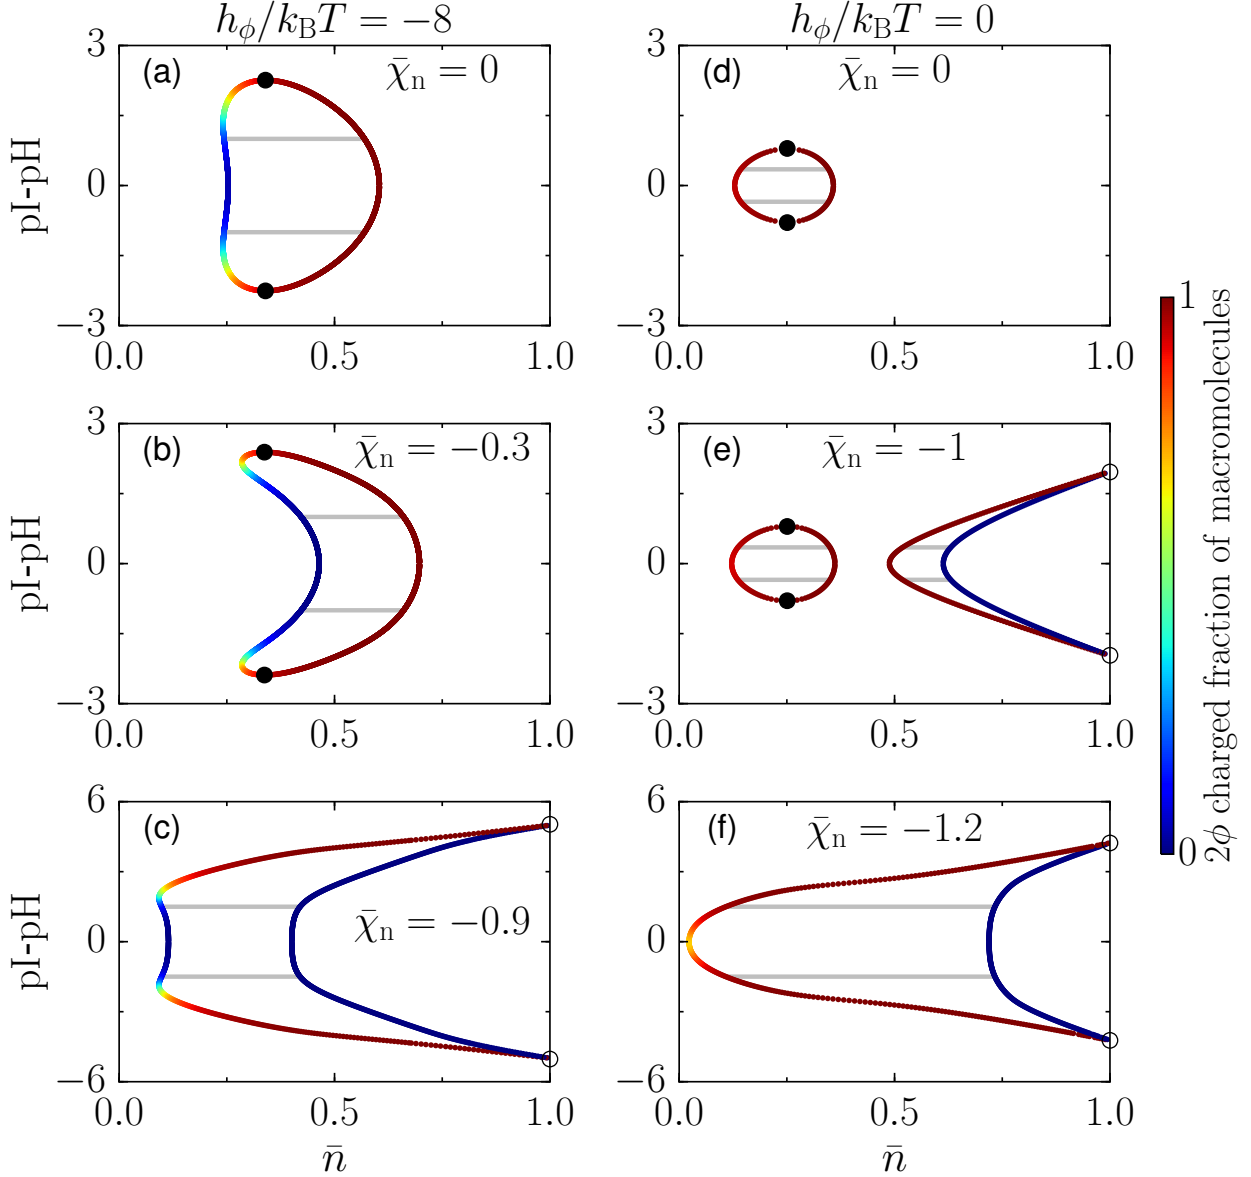 h_ϕ/k_BT = −8
h_ϕ/k_BT = 0
(a)
χ̄_n = 0
3
0
−3
0.0
0.5
1.0
pI-pH
(d)
χ̄_n = 0
3
0
−3
0.0
0.5
1.0
(b)
χ̄_n = −0.3
3
0
−3
0.0
0.5
1.0
pI-pH
(e)
χ̄_n = −1
3
0
−3
0.0
0.5
1.0
(c)
χ̄_n = −0.9
6
0
−6
0.0
0.5
1.0
pI-pH
n̄
(f)
χ̄_n = −1.2
6
0
−6
0.0
0.5
1.0
n̄
1
0
2ϕ charged fraction of macromolecules